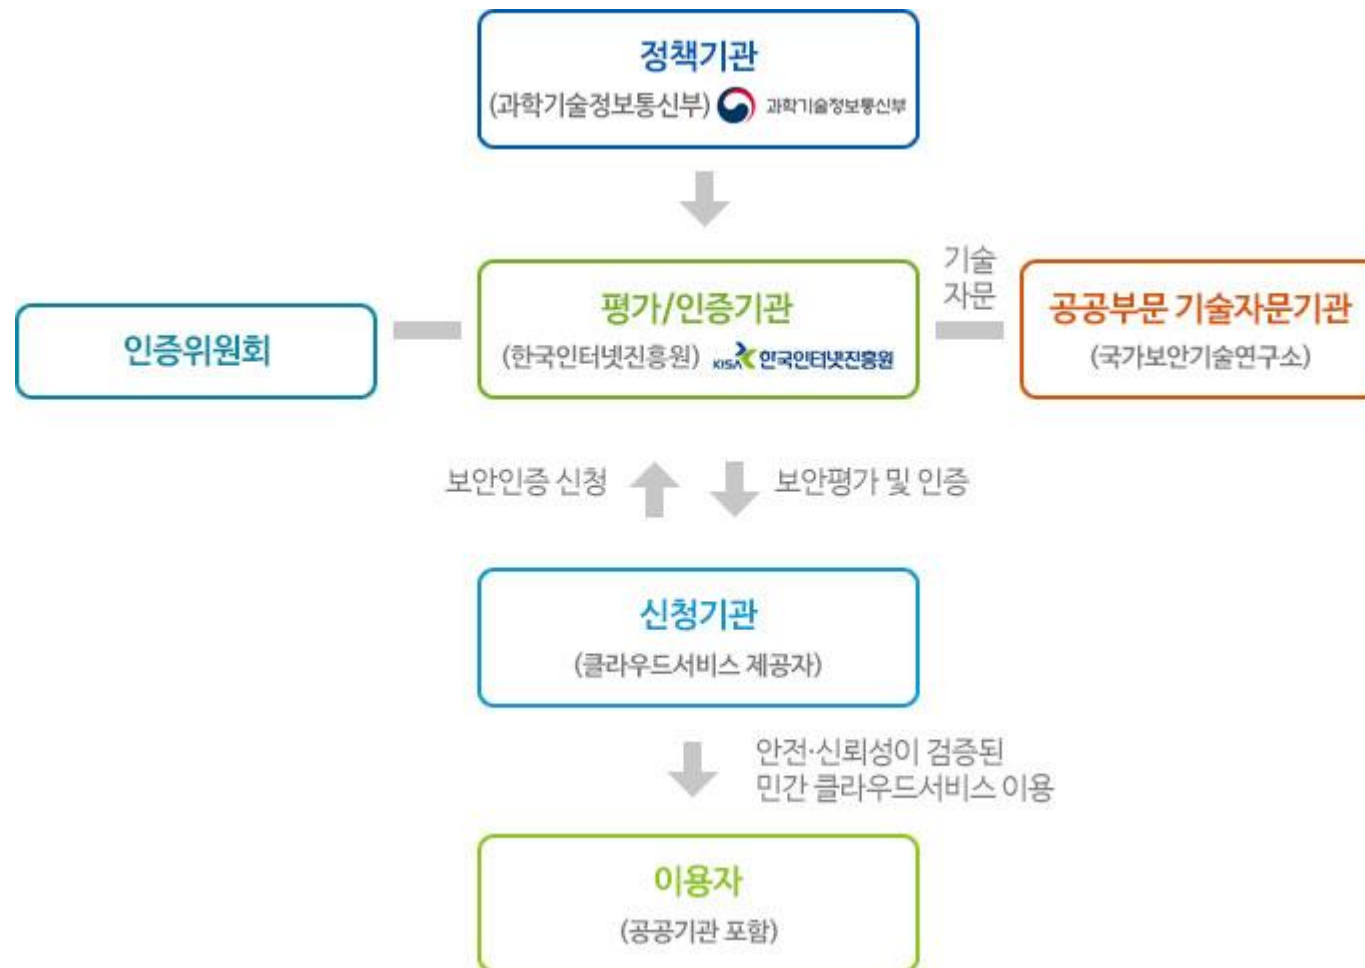 정책기관
(과학기술정보통신부) 과학기술정보통신부
기술
자문
인증위원회
평가/인증기관
(한국인터넷진흥원) KISA 한국인터넷진흥원
공공부문 기술자문기관
(국가보안기술연구소)
보안인증 신청
보안평가 및 인증
신청기관
(클라우드서비스 제공자)
안전·신뢰성이 검증된
민간 클라우드서비스 이용
이용자
(공공기관 포함)